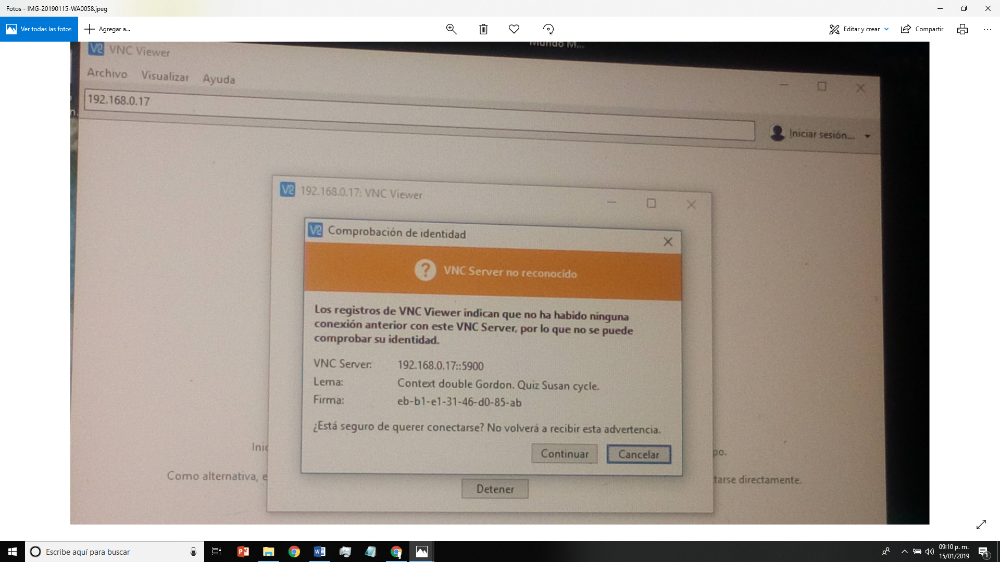 Fotos - IMG-20190115-WA0058.jpeg
Ver todas las fotos
Agregar a...
Editar y crear
Compartir
Mundo M...
VNC Viewer
Archivo Visualizar Ayuda
192.168.0.17
Iniciar sesión...
192.168.0.17: VNC Viewer
Comprobación de identidad
VNC Server no reconocido
Los registros de VNC Viewer indican que no ha habido ninguna
conexión anterior con este VNC Server, por lo que no se puede
comprobar su identidad.
VNC Server: 192.168.0.17::5900
Lema: Context double Gordon. Quiz Susan cycle.
Firma: eb-b1-e1-31-46-d0-85-ab
¿Está seguro de querer conectarse? No volverá a recibir esta advertencia.
Continuar Cancelar
Inic po.
Como alternativa, e tarse directamente.
Detener
Escribe aquí para buscar
09:10 p. m.
15/01/2019
1